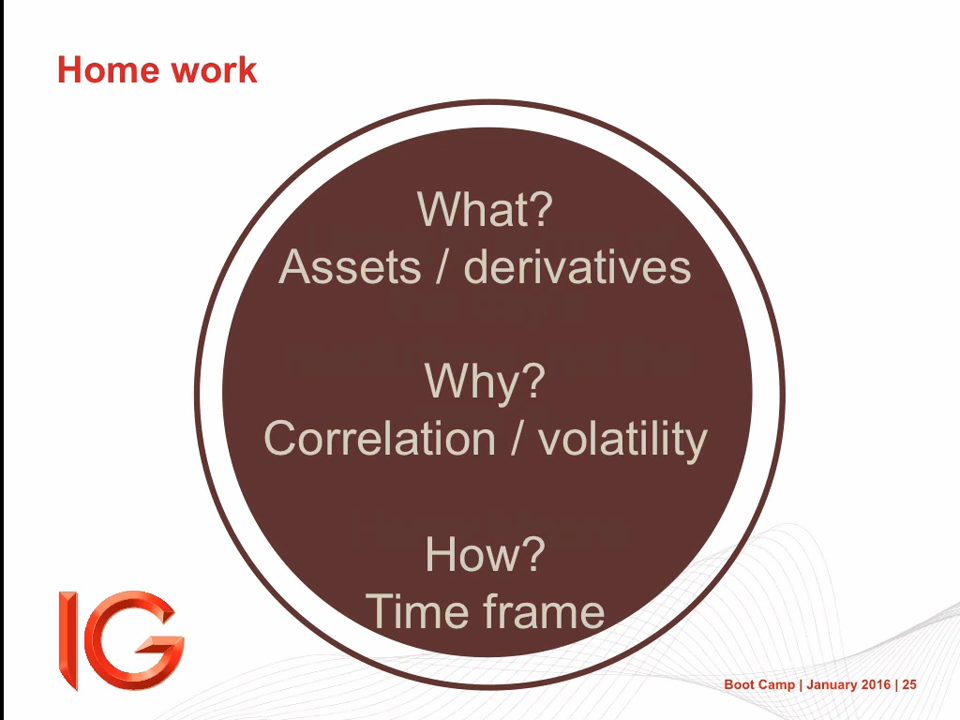 Home work
What?
Assets / derivatives
Why?
Correlation / volatility
How?
Time frame
IG
Boot Camp | January 2016 | 25